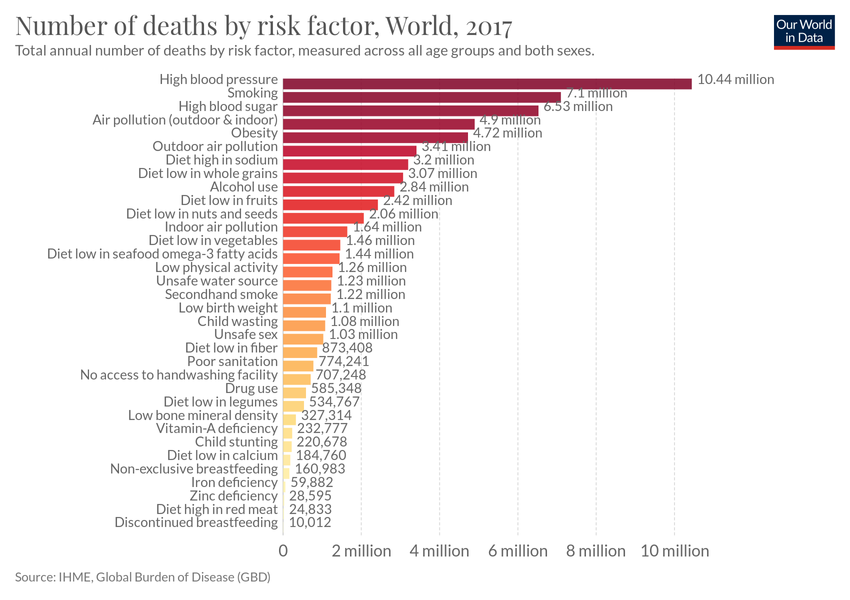 Number of deaths by risk factor, World, 2017
Our World
in Data
Total annual number of deaths by risk factor, measured across all age groups and both sexes.
High blood pressure 10.44 million
Smoking 7.1 million
High blood sugar 6.53 million
Air pollution (outdoor & indoor) 4.9 million
Obesity 4.72 million
Outdoor air pollution 3.41 million
Diet high in sodium 3.2 million
Diet low in whole grains 3.07 million
Alcohol use 2.84 million
Diet low in fruits 2.42 million
Diet low in nuts and seeds 2.06 million
Indoor air pollution 1.64 million
Diet low in vegetables 1.46 million
Diet low in seafood omega-3 fatty acids 1.44 million
Low physical activity 1.26 million
Unsafe water source 1.23 million
Secondhand smoke 1.22 million
Low birth weight 1.1 million
Child wasting 1.08 million
Unsafe sex 1.03 million
Diet low in fiber 873,408
Poor sanitation 774,241
No access to handwashing facility 707,248
Drug use 585,348
Diet low in legumes 534,767
Low bone mineral density 327,314
Vitamin-A deficiency 232,777
Child stunting 220,678
Diet low in calcium 184,760
Non-exclusive breastfeeding 160,983
Iron deficiency 59,882
Zinc deficiency 28,595
Diet high in red meat 24,833
Discontinued breastfeeding 10,012
0 2 million 4 million 6 million 8 million 10 million
Source: IHME, Global Burden of Disease (GBD)